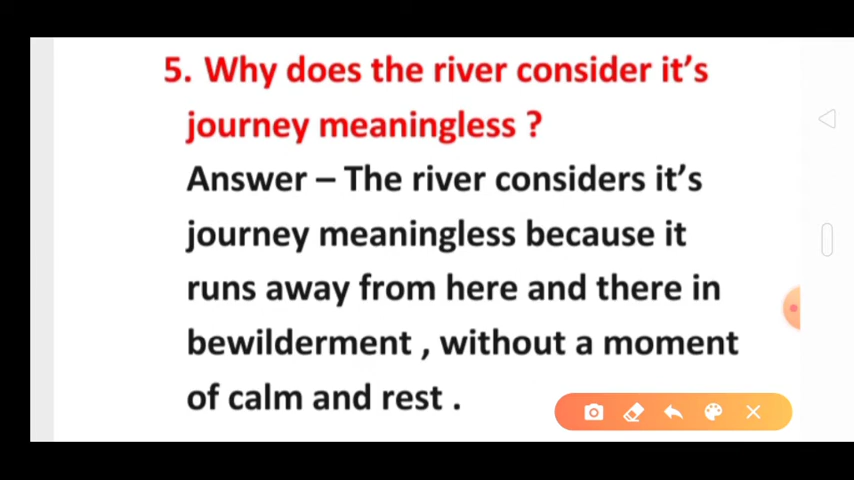 5. Why does the river consider it's
journey meaningless ?
Answer – The river considers it's
journey meaningless because it
runs away from here and there in
bewilderment , without a moment
of calm and rest .